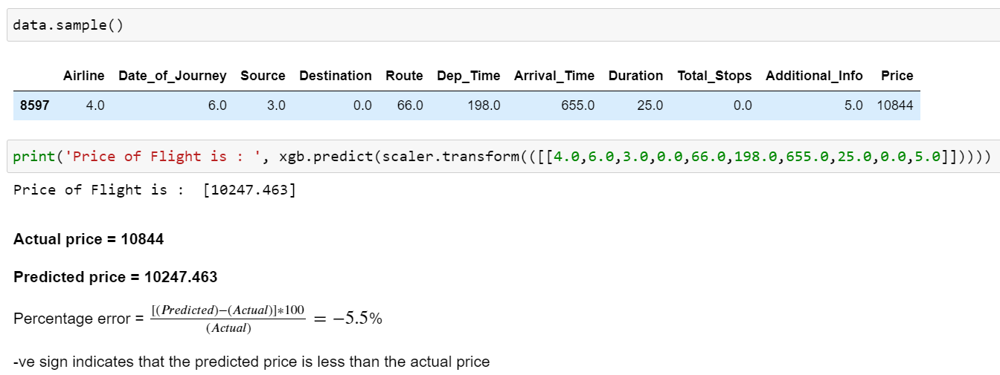 data.sample()
Airline Date_of_Journey Source Destination Route Dep_Time Arrival_Time Duration Total_Stops Additional_Info Price
8597 4.0 6.0 3.0 0.0 66.0 198.0 655.0 25.0 0.0 5.0 10844
print('Price of Flight is : ', xgb.predict(scaler.transform(([[4.0,6.0,3.0,0.0,66.0,198.0,655.0,25.0,0.0,5.0]]))))
Price of Flight is :  [10247.463]
Actual price = 10844
Predicted price = 10247.463
Percentage error = [(Predicted)−(Actual)]∗100 / (Actual) = −5.5%
-ve sign indicates that the predicted price is less than the actual price